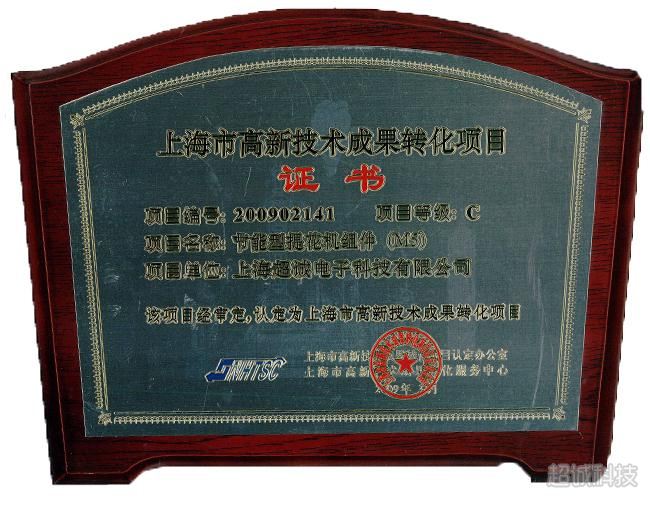 上海市高新技术成果转化项目
证书
项目编号: 200902141 项目等级: C
项目名称: 节能型提花机组件 (M5)
项目单位: 上海超诚电子科技有限公司
该项目经审定,认定为上海市高新技术成果转化项目
SHHTSC
上海市高新技 目认定办公室
上海市高新 化服务中心
09年 月
超诚科技